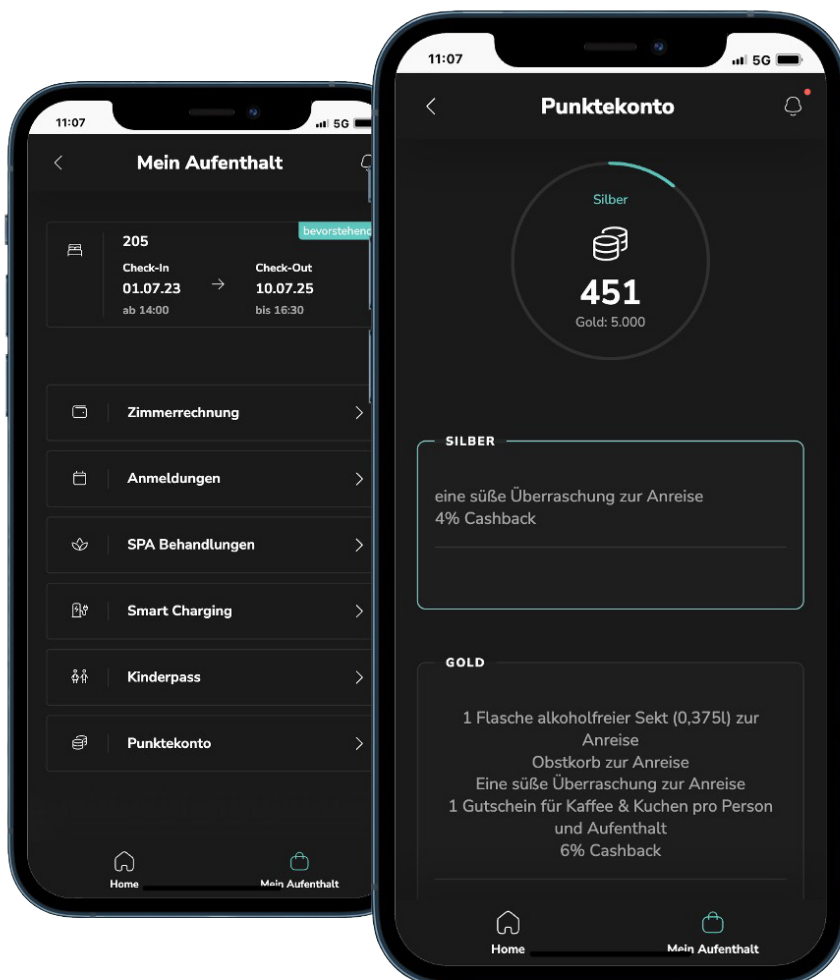 11:07
5G
Mein Aufenthalt
bevorstehend
205
Check-In
Check-Out
01.07.23
10.07.25
ab 14:00
bis 16:30
Zimmerrechnung
Anmeldungen
SPA Behandlungen
Smart Charging
Kinderpass
Punktekonto
Home
Mein Aufenthalt
11:07
5G
Punktekonto
Silber
451
Gold: 5.000
SILBER
eine süße Überraschung zur Anreise
4% Cashback
GOLD
1 Flasche alkoholfreier Sekt (0,375l) zur
Anreise
Obstkorb zur Anreise
Eine süße Überraschung zur Anreise
1 Gutschein für Kaffee & Kuchen pro Person
und Aufenthalt
6% Cashback
Home
Mein Aufenthalt